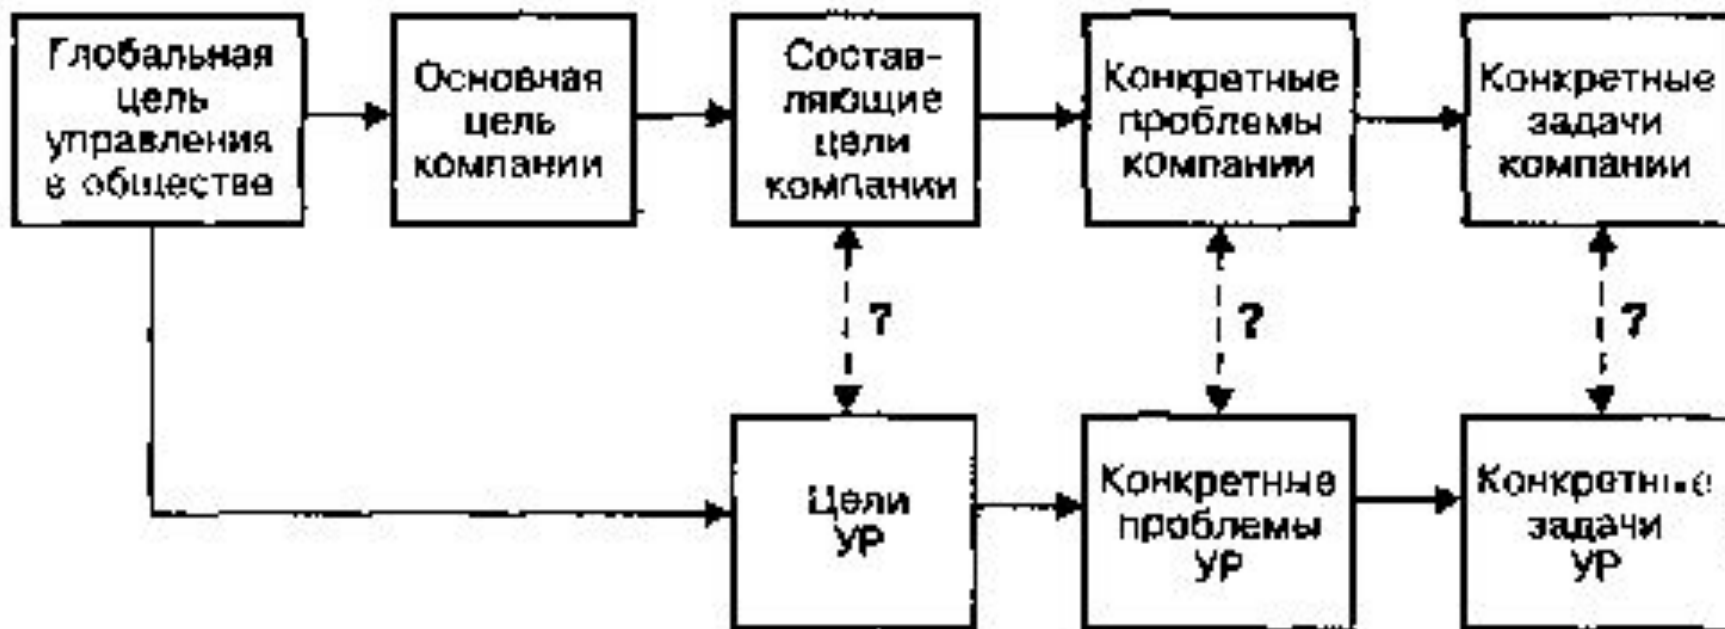 Глобальная
цель
управления
в обществе
Основная
цель
компании
Состав-
ляющие
цели
компании
Конкретные
проблемы
компании
Конкретные
задачи
компании
?
?
?
Цели
УР
Конкретные
проблемы
УР
Конкретные
задачи
УР